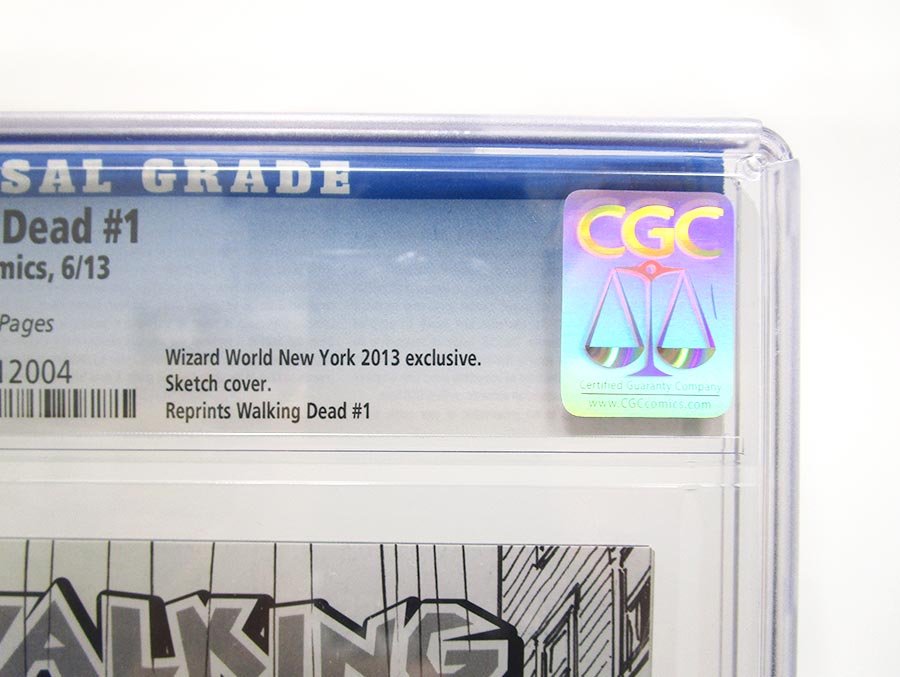 SAL GRADE
Dead #1
mics, 6/13
Pages
12004
Wizard World New York 2013 exclusive.
Sketch cover.
Reprints Walking Dead #1
CGC
Certified Guaranty Company
www.CGCcomics.com
ALKING